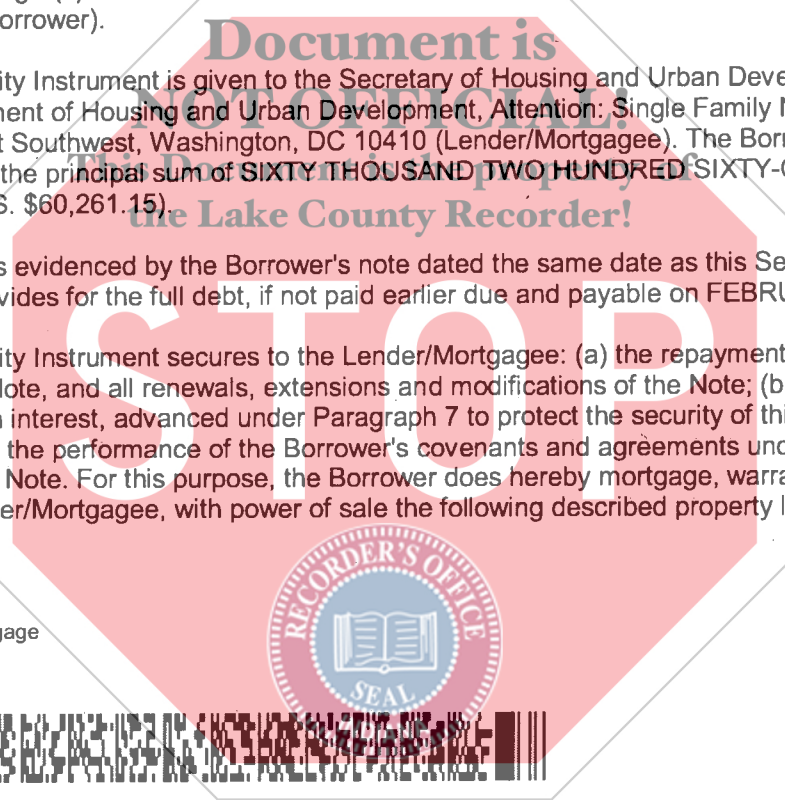 orrower).
Document is
ity Instrument is given to the Secretary of Housing and Urban Deve
NOT OFFICIAL!
nent of Housing and Urban Development, Attention: Single Family N
t Southwest, Washington, DC 10410 (Lender/Mortgagee). The Borr
This Document is the property of
the principal sum of SIXTY THOUSAND TWO HUNDRED SIXTY-O
S. $60,261.15).
the Lake County Recorder!
s evidenced by the Borrower's note dated the same date as this Se
vides for the full debt, if not paid earlier due and payable on FEBRU
STOP
ity Instrument secures to the Lender/Mortgagee: (a) the repayment
Note, and all renewals, extensions and modifications of the Note; (b
interest, advanced under Paragraph 7 to protect the security of thi
the performance of the Borrower's covenants and agreements und
Note. For this purpose, the Borrower does hereby mortgage, warra
er/Mortgagee, with power of sale the following described property l
RECORDER'S OFFICE
SEAL
gage